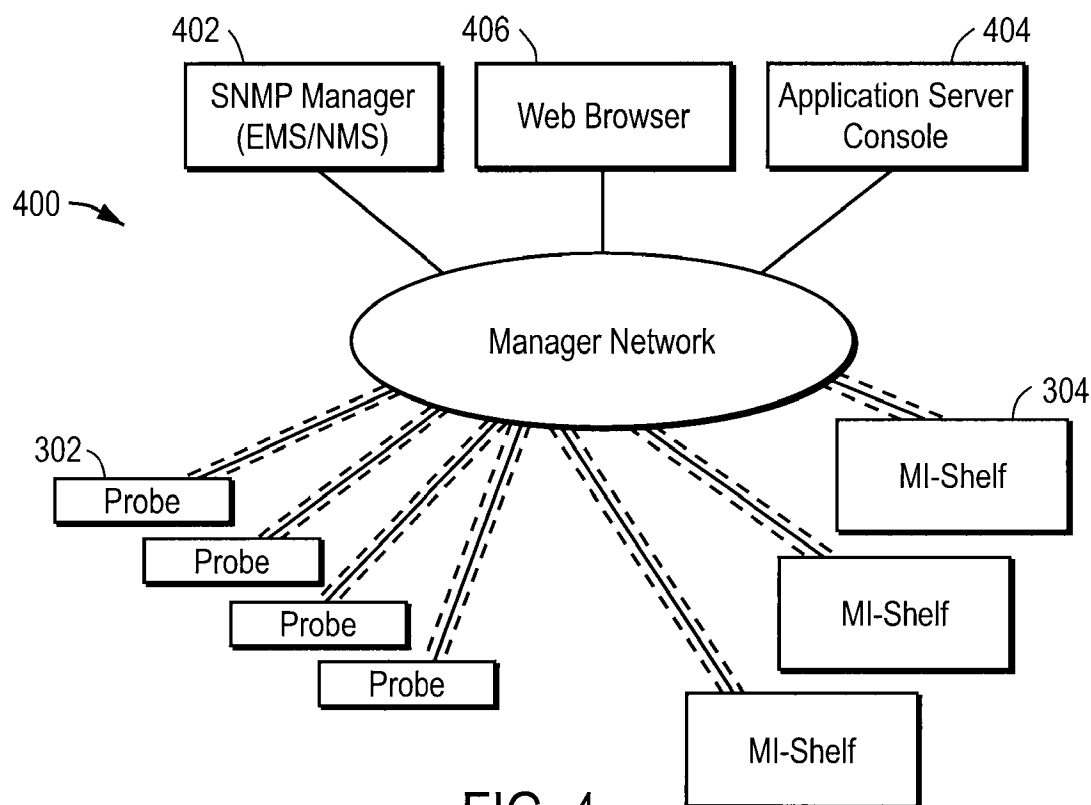 402
406
404
SNMP Manager
(EMS/NMS)
Web Browser
Application Server
Console
400
Manager Network
302
304
Probe
MI-Shelf
Probe
Probe
MI-Shelf
Probe
MI-Shelf
FIG. 4